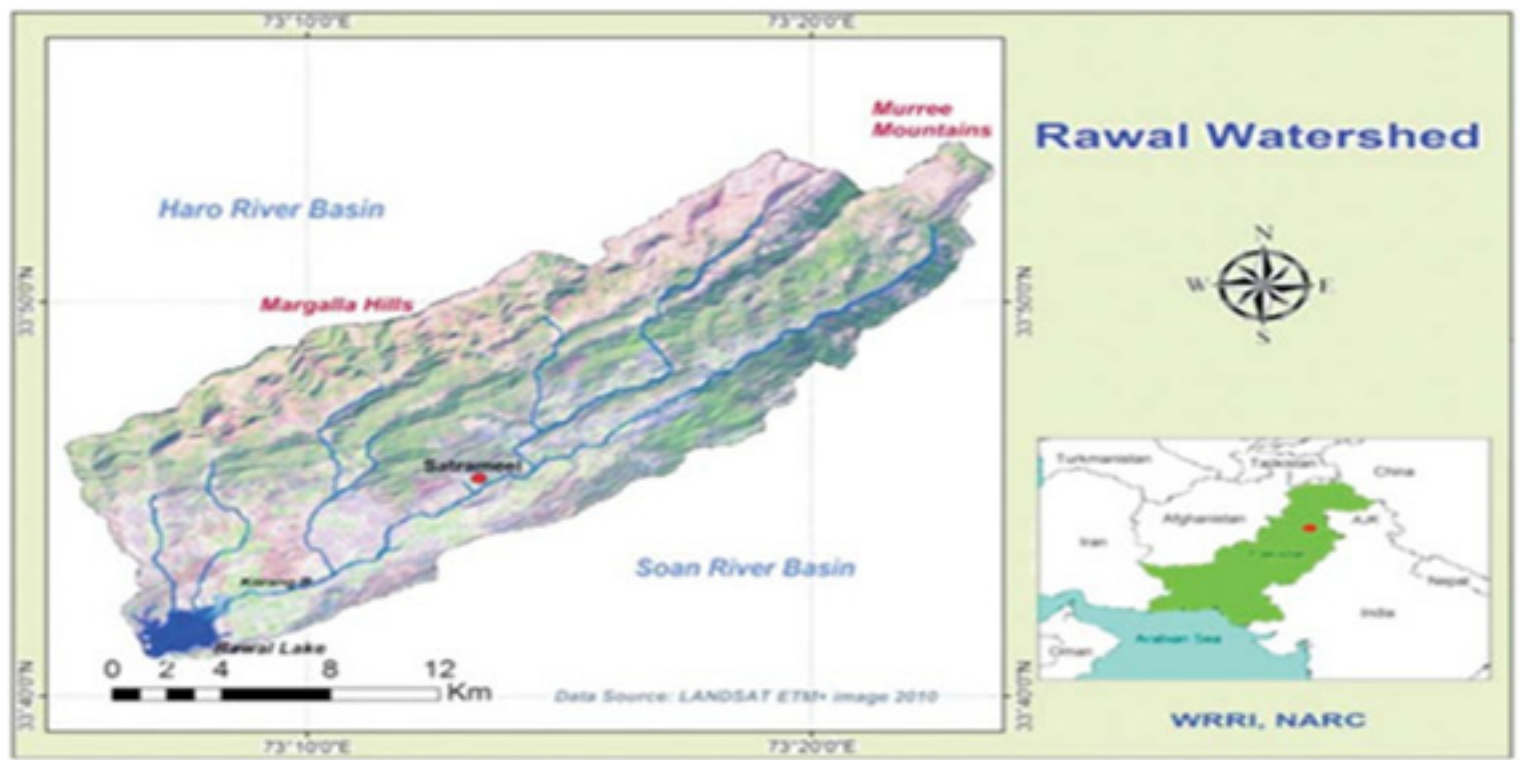 73°10'0"E 73°20'0"E
Murree
Mountains
Rawal Watershed
Haro River Basin
N
Margalla Hills
33°50'0"N
33°50'0"N
W E
S
Satrameel
Turkmanistan
Tajikistan
China
Afghanistan
AJK
Iran
Soan River Basin
Korang R
Nepal
India
Rawal Lake
Arabian Sea
Oman
0 2 4 8 12
Km
Data Source: LANDSAT ETM+ image 2010
33°40'0"N
33°40'0"N
WRRI, NARC
73°10'0"E 73°20'0"E